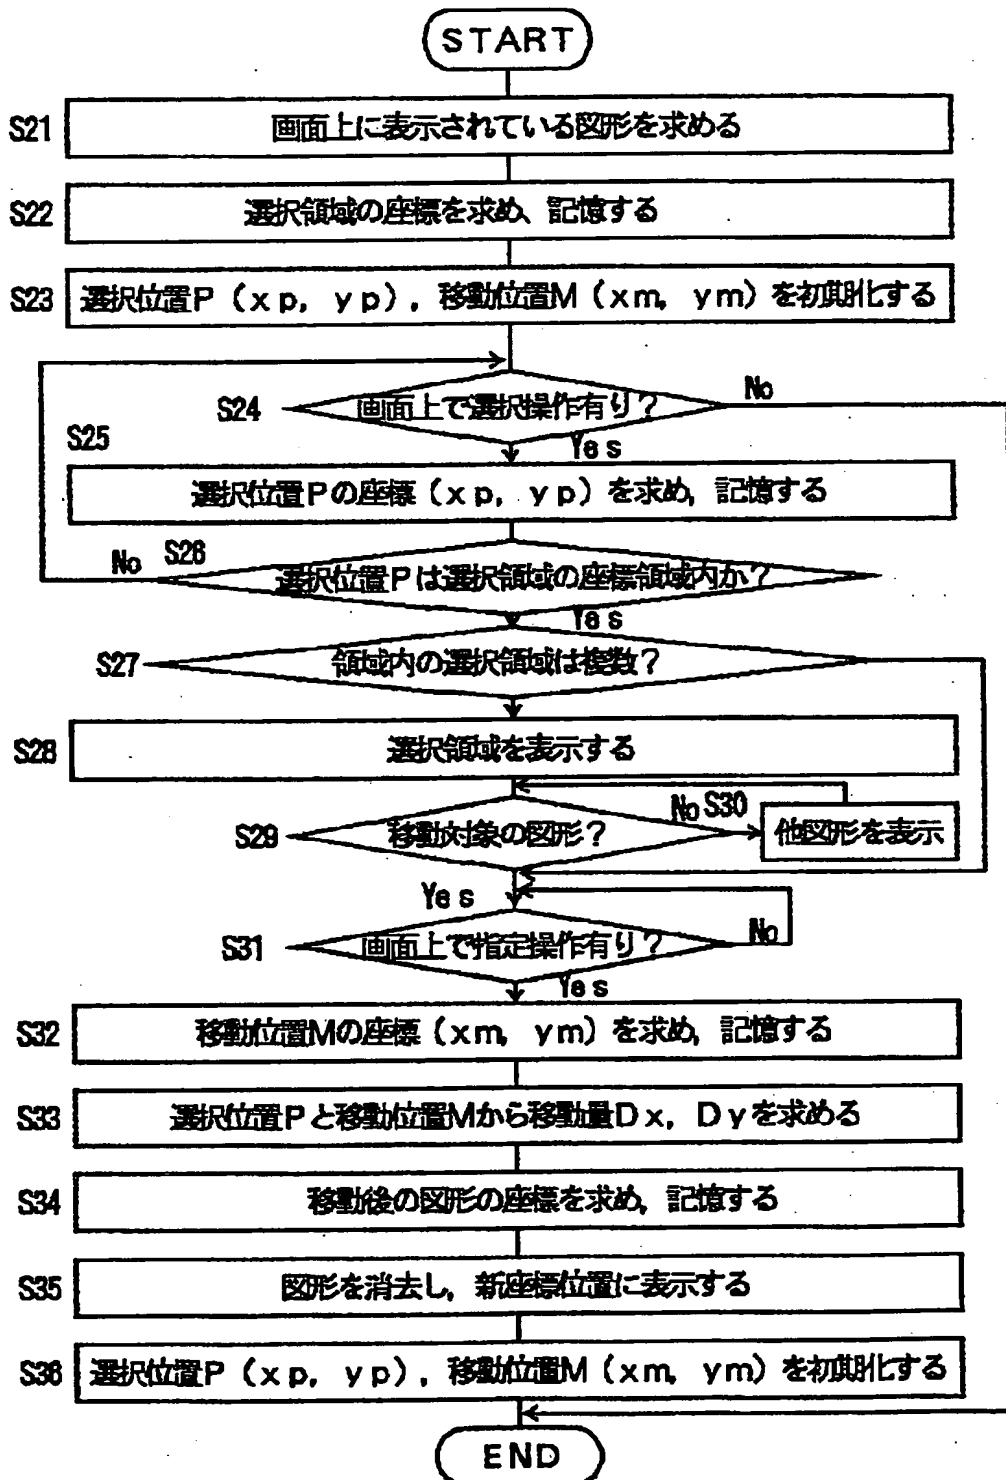 START
S21 画面上に表示されている図形を求める
S22 選択領域の座標を求め、記憶する
S23 選択位置P(xp, yp), 移動位置M(xm, ym)を初期化する
S24 画面上で選択操作有り? No
Yes
S25
選択位置Pの座標(xp, yp)を求め, 記憶する
No S26 選択位置Pは選択領域の座標領域内か?
Yes
S27 領域内の選択領域は複数?
S28 選択領域を表示する
S29 移動対象の図形? No S30 他図形を表示
Yes
S31 画面上で指定操作有り? No
Yes
S32 移動位置Mの座標(xm, ym)を求め, 記憶する
S33 選択位置Pと移動位置Mから移動量Dx, Dyを求める
S34 移動後の図形の座標を求め, 記憶する
S35 図形を消去し, 新座標位置に表示する
S36 選択位置P(xp, yp), 移動位置M(xm, ym)を初期化する
END